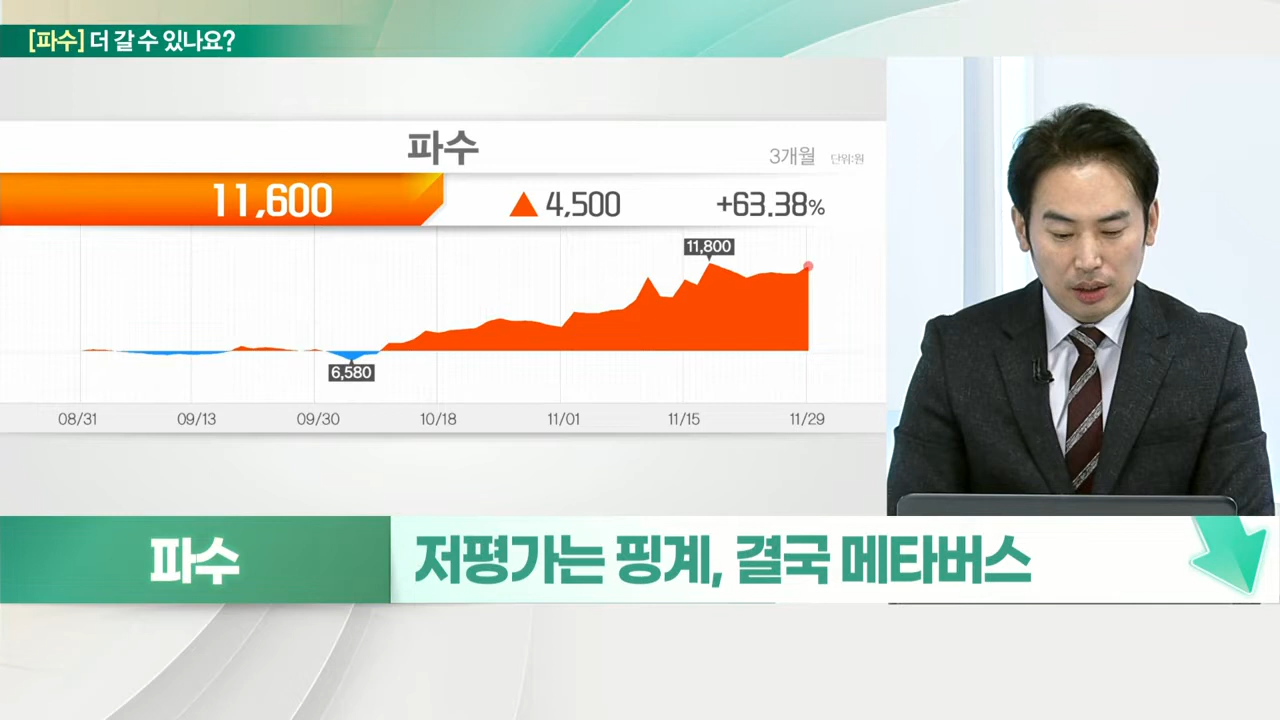 [파수] 더 갈 수 있나요?
파수
3개월 단위:원
11,600 ▲ 4,500 +63.38%
11,800
6,580
08/31 09/13 09/30 10/18 11/01 11/15 11/29
파수 저평가는 핑계, 결국 메타버스